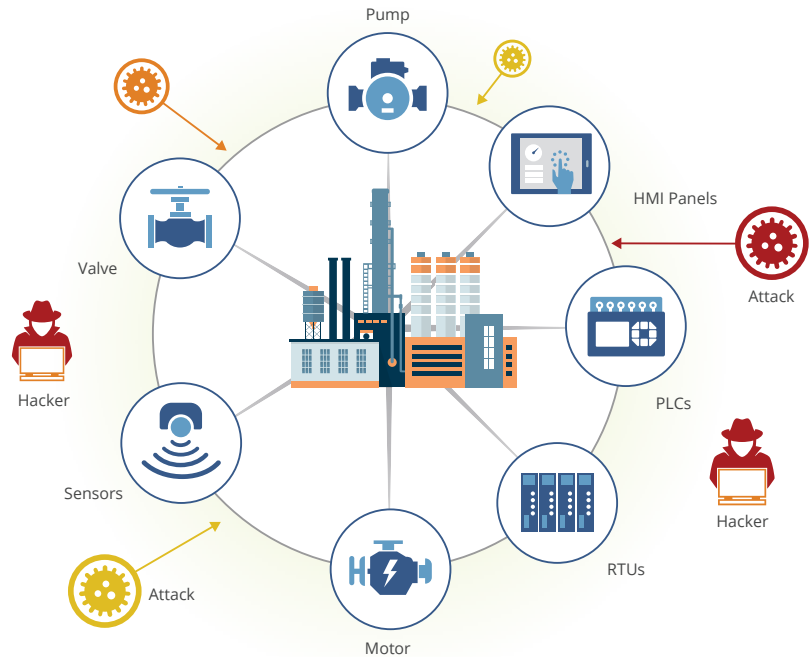 Pump
HMI Panels
Valve
Attack
Hacker
PLCs
Sensors
Hacker
RTUs
Attack
Motor